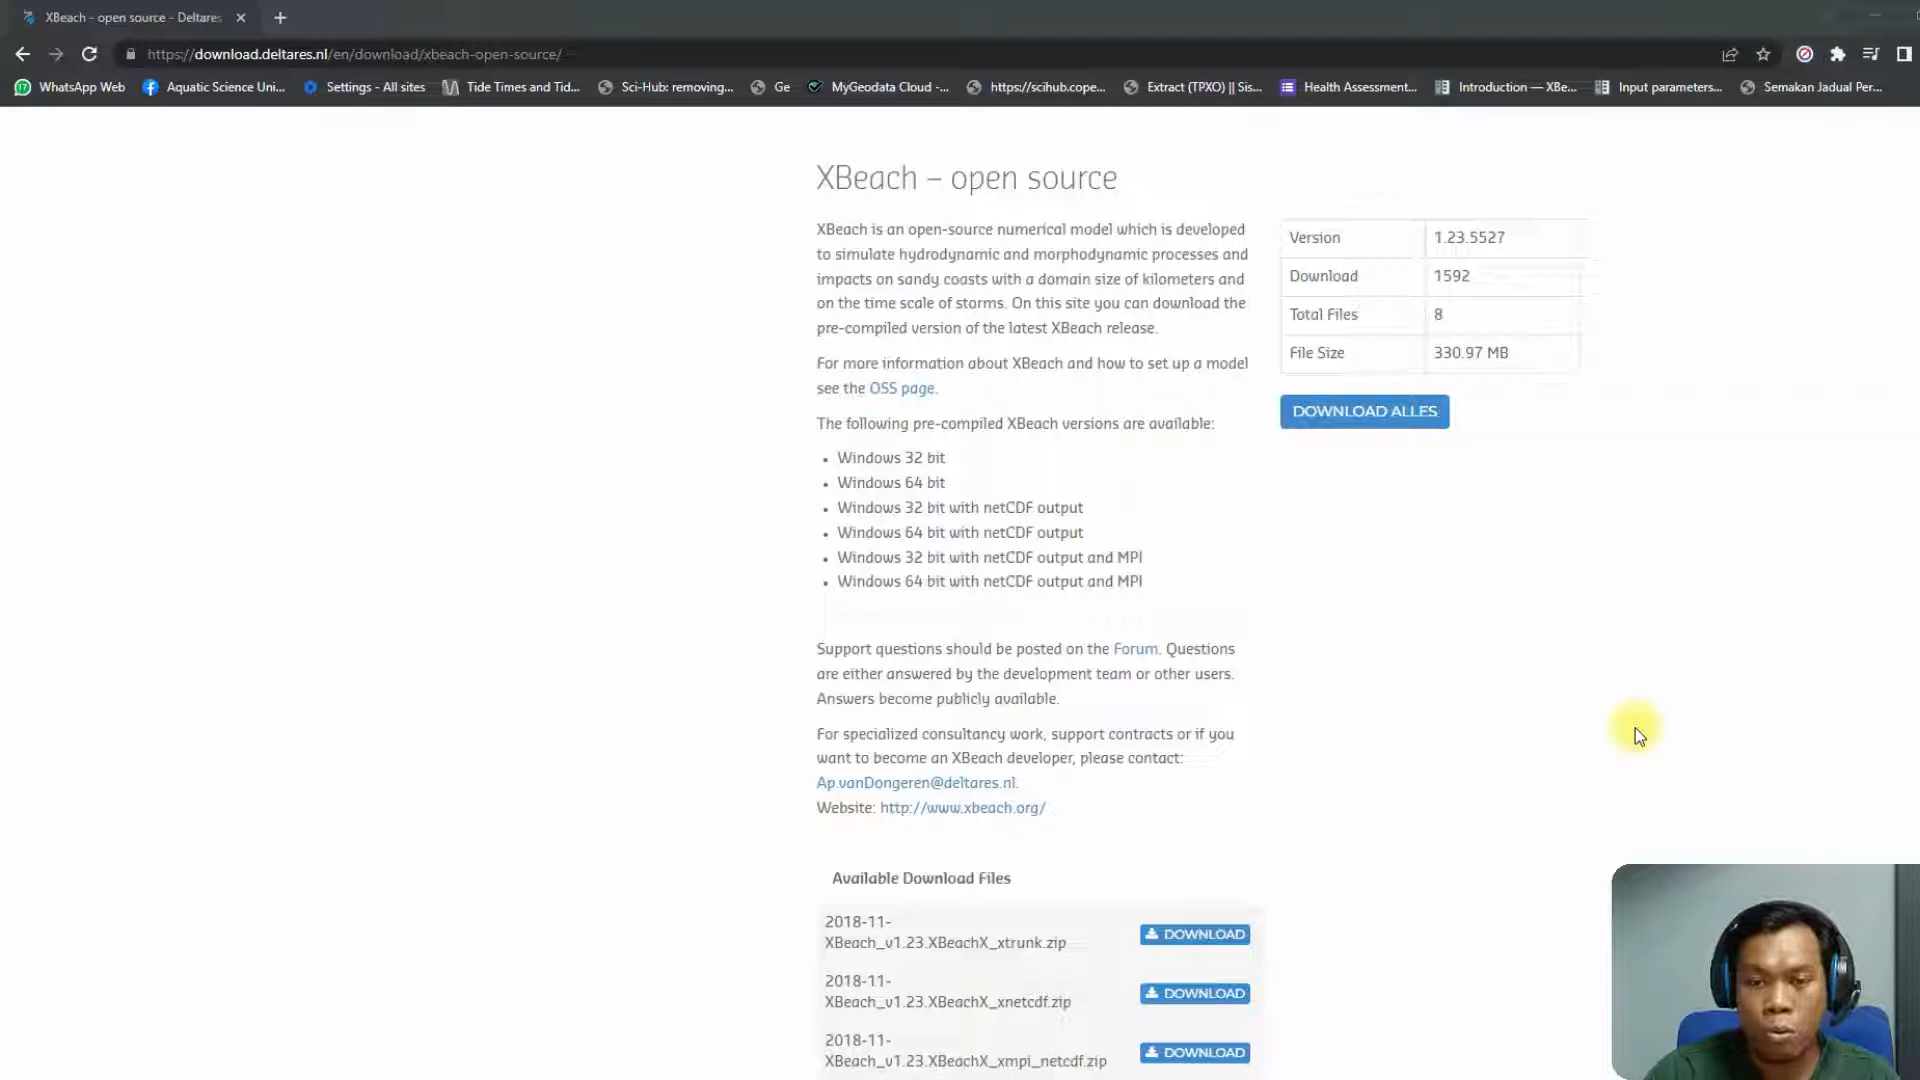 XBeach - open source - Deltares
https://download.deltares.nl/en/download/xbeach-open-source/
WhatsApp Web
Aquatic Science Uni...
Settings - All sites
Tide Times and Tid...
Sci-Hub: removing...
Ge
MyGeodata Cloud -...
https://scihub.cope...
Extract (TPXO) || Sis...
Health Assessment...
Introduction — XBe...
Input parameters...
Semakan Jadual Per...
XBeach – open source
XBeach is an open-source numerical model which is developed
to simulate hydrodynamic and morphodynamic processes and
impacts on sandy coasts with a domain size of kilometers and
on the time scale of storms. On this site you can download the
pre-compiled version of the latest XBeach release.
For more information about XBeach and how to set up a model
see the OSS page.
The following pre-compiled XBeach versions are available:
• Windows 32 bit
• Windows 64 bit
• Windows 32 bit with netCDF output
• Windows 64 bit with netCDF output
• Windows 32 bit with netCDF output and MPI
• Windows 64 bit with netCDF output and MPI
Support questions should be posted on the Forum. Questions
are either answered by the development team or other users.
Answers become publicly available.
For specialized consultancy work, support contracts or if you
want to become an XBeach developer, please contact:
Ap.vanDongeren@deltares.nl.
Website: http://www.xbeach.org/
Version 1.23.5527
Download 1592
Total Files 8
File Size 330.97 MB
DOWNLOAD ALLES
Available Download Files
2018-11-
XBeach_v1.23.XBeachX_xtrunk.zip
DOWNLOAD
2018-11-
XBeach_v1.23.XBeachX_xnetcdf.zip
DOWNLOAD
2018-11-
XBeach_v1.23.XBeachX_xmpi_netcdf.zip
DOWNLOAD